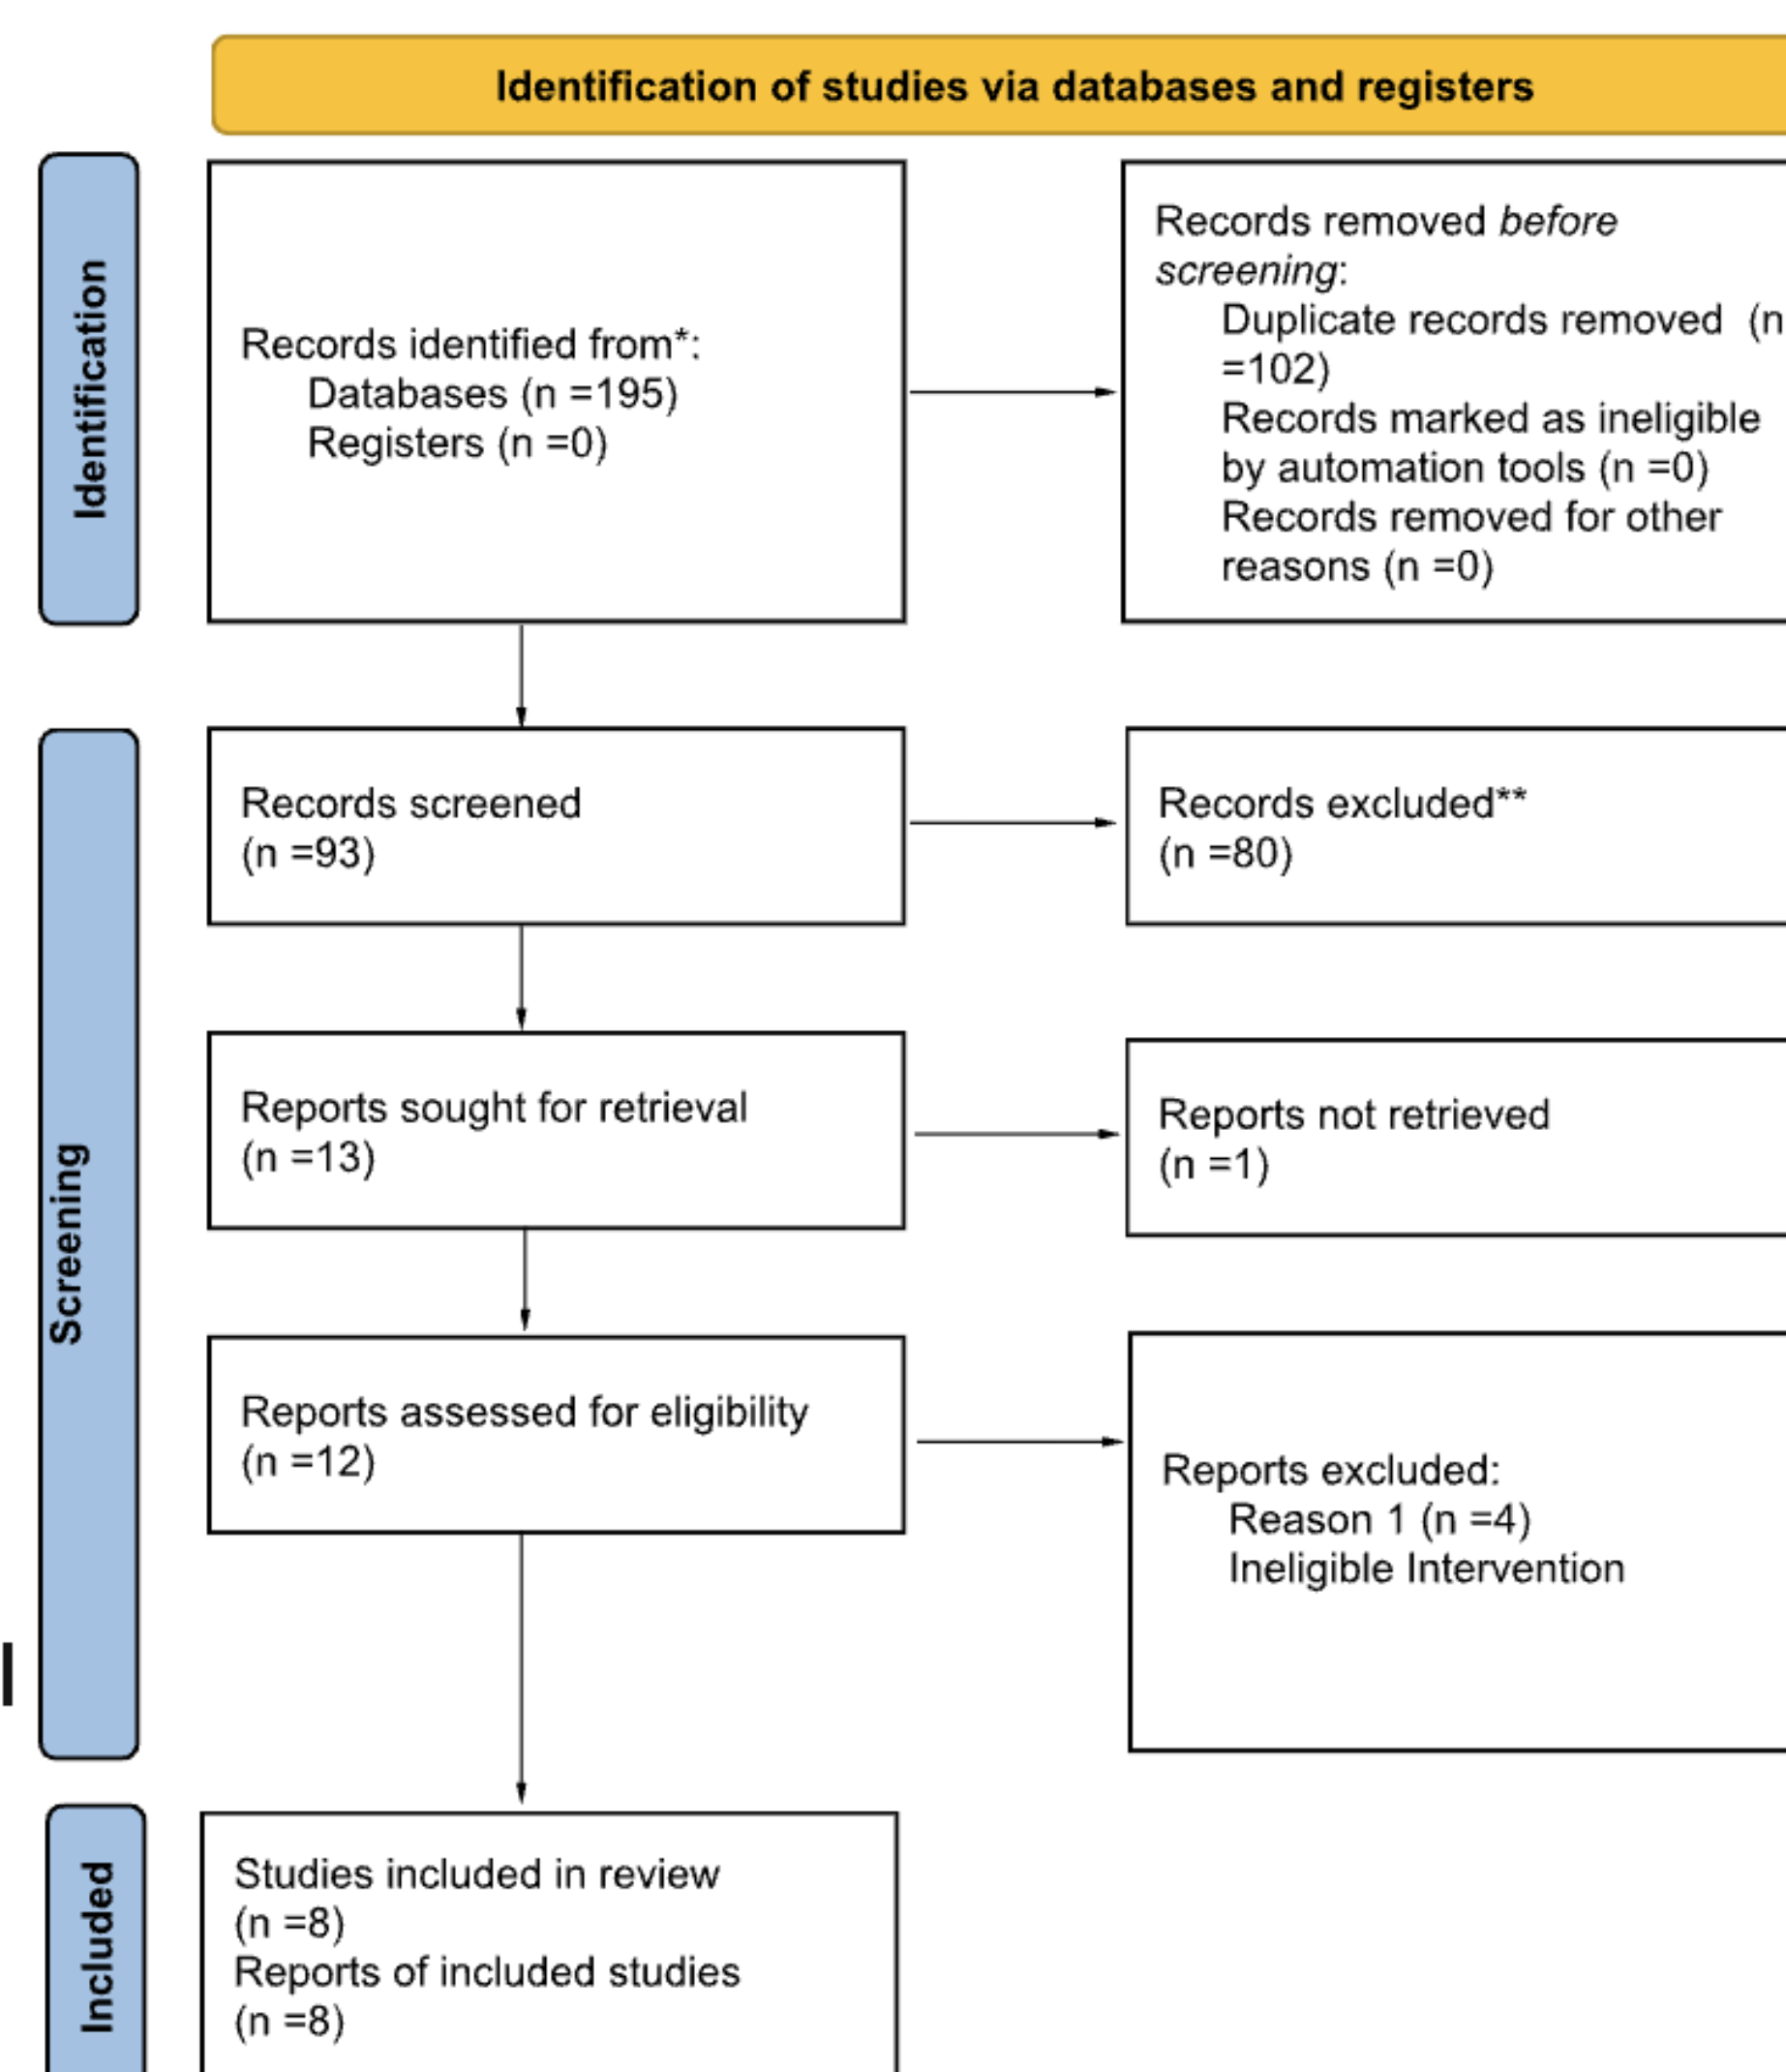 Identification of studies via databases and registers
Identification
Records identified from*:
Databases (n =195)
Registers (n =0)
Records removed before
screening:
Duplicate records removed  (n
=102)
Records marked as ineligible
by automation tools (n =0)
Records removed for other
reasons (n =0)
Screening
Records screened
(n =93)
Records excluded**
(n =80)
Reports sought for retrieval
(n =13)
Reports not retrieved
(n =1)
Reports assessed for eligibility
(n =12)
Reports excluded:
Reason 1 (n =4)
Ineligible Intervention
Included
Studies included in review
(n =8)
Reports of included studies
(n =8)